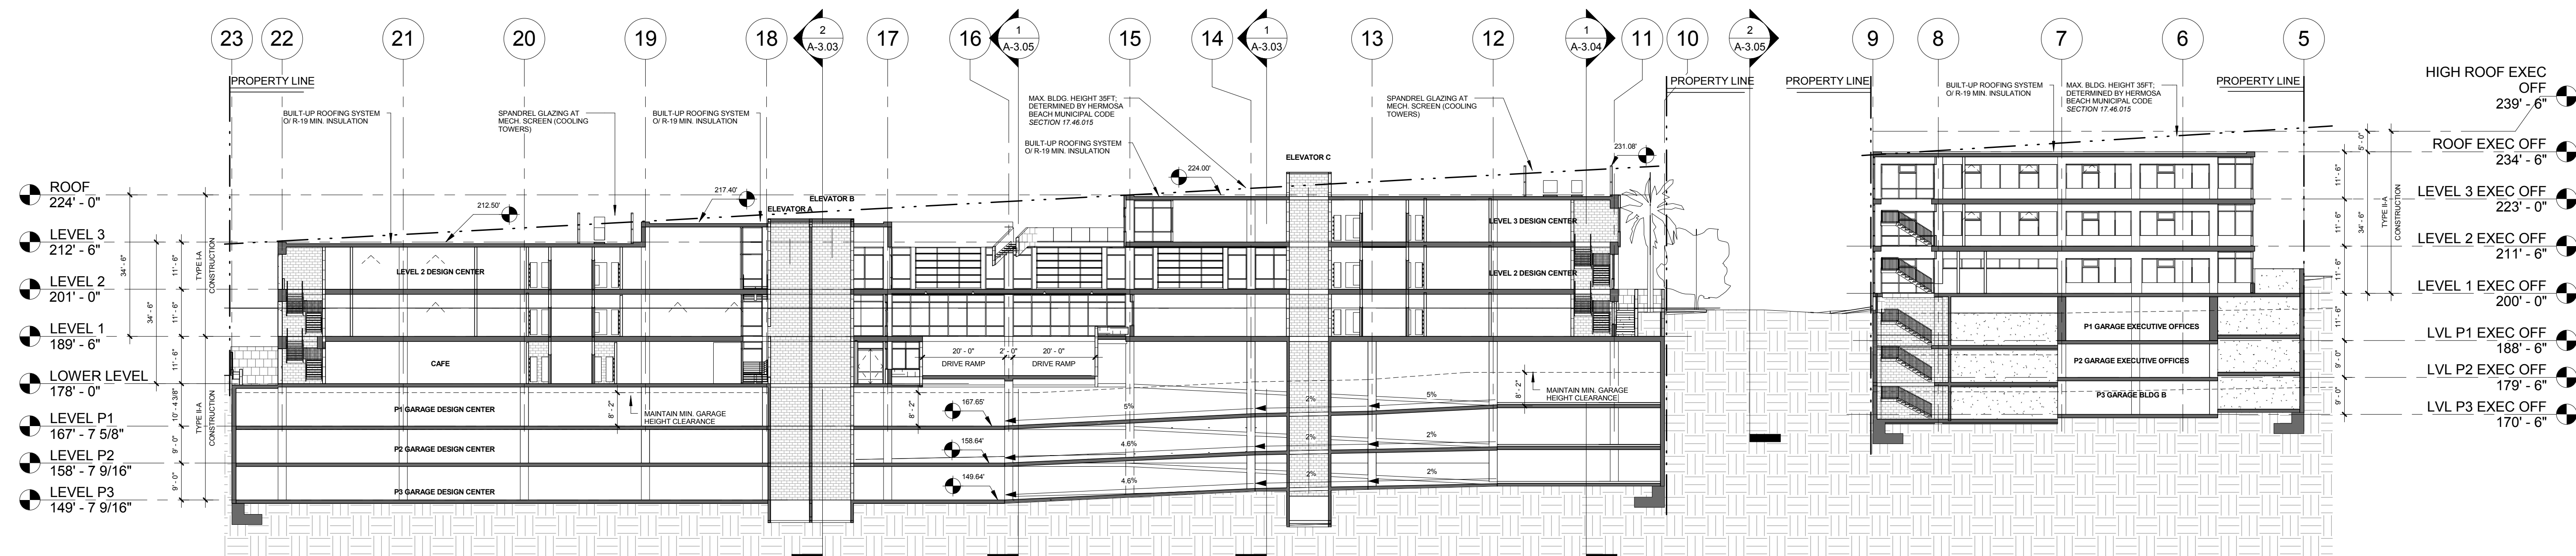 23
22
21
20
19
18
2
A-3.03
17
16
1
A-3.05
15
14
1
A-3.03
13
12
1
A-3.04
11
10
2
A-3.05
9
8
7
6
5
PROPERTY LINE
PROPERTY LINE
PROPERTY LINE
PROPERTY LINE
BUILT-UP ROOFING SYSTEM
O/ R-19 MIN. INSULATION
SPANDREL GLAZING AT
MECH. SCREEN (COOLING
TOWERS)
BUILT-UP ROOFING SYSTEM
O/ R-19 MIN. INSULATION
MAX. BLDG. HEIGHT 35FT;
DETERMINED BY HERMOSA
BEACH MUNICIPAL CODE
SECTION 17.46.015
BUILT-UP ROOFING SYSTEM
O/ R-19 MIN. INSULATION
SPANDREL GLAZING AT
MECH. SCREEN (COOLING
TOWERS)
BUILT-UP ROOFING SYSTEM
O/ R-19 MIN. INSULATION
MAX. BLDG. HEIGHT 35FT;
DETERMINED BY HERMOSA
BEACH MUNICIPAL CODE
SECTION 17.46.015
HIGH ROOF EXEC
OFF
239' - 6"
ROOF EXEC OFF
234' - 6"
LEVEL 3 EXEC OFF
223' - 0"
LEVEL 2 EXEC OFF
211' - 6"
LEVEL 1 EXEC OFF
200' - 0"
LVL P1 EXEC OFF
188' - 6"
LVL P2 EXEC OFF
179' - 6"
LVL P3 EXEC OFF
170' - 6"
ROOF
224' - 0"
LEVEL 3
212' - 6"
LEVEL 2
201' - 0"
LEVEL 1
189' - 6"
LOWER LEVEL
178' - 0"
LEVEL P1
167' - 7 5/8"
LEVEL P2
158' - 7 9/16"
LEVEL P3
149' - 7 9/16"
34' - 6"
34' - 6"
11' - 6"
11' - 6"
11' - 6"
10' - 4 3/8"
9' - 0"
9' - 0"
TYPE I-A
CONSTRUCTION
TYPE II-A
CONSTRUCTION
212.50'
217.40'
224.00'
231.08'
ELEVATOR A
ELEVATOR B
ELEVATOR C
LEVEL 2 DESIGN CENTER
LEVEL 3 DESIGN CENTER
LEVEL 2 DESIGN CENTER
CAFE
20' - 0"
2' - 0"
20' - 0"
DRIVE RAMP
DRIVE RAMP
8' - 2"
MAINTAIN MIN. GARAGE
HEIGHT CLEARANCE
8' - 2"
8' - 2"
MAINTAIN MIN. GARAGE
HEIGHT CLEARANCE
P1 GARAGE DESIGN CENTER
167.65'
5%
2%
5%
P2 GARAGE DESIGN CENTER
158.64'
4.6%
2%
2%
P3 GARAGE DESIGN CENTER
149.64'
4.6%
2%
2%
P1 GARAGE EXECUTIVE OFFICES
P2 GARAGE EXECUTIVE OFFICES
P3 GARAGE BLDG B
5' - 0"
11' - 6"
11' - 6"
11' - 6"
11' - 6"
9' - 0"
9' - 0"
34' - 6"
TYPE II-A
CONSTRUCTION